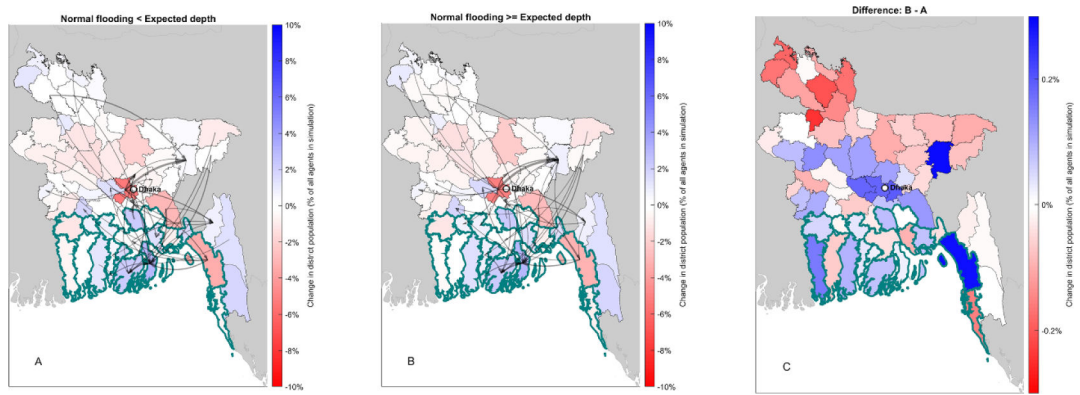 Normal flooding < Expected depth
10%
8%
6%
4%
2%
0%
-2%
-4%
-6%
-8%
-10%
Change in district population (% of all agents in simulation)
Dhaka
A
Normal flooding >= Expected depth
10%
8%
6%
4%
2%
0%
-2%
-4%
-6%
-8%
-10%
Change in district population (% of all agents in simulation)
Dhaka
B
Difference: B - A
0.2%
0%
-0.2%
Change in district population (% of all agents in simulation)
Dhaka
C